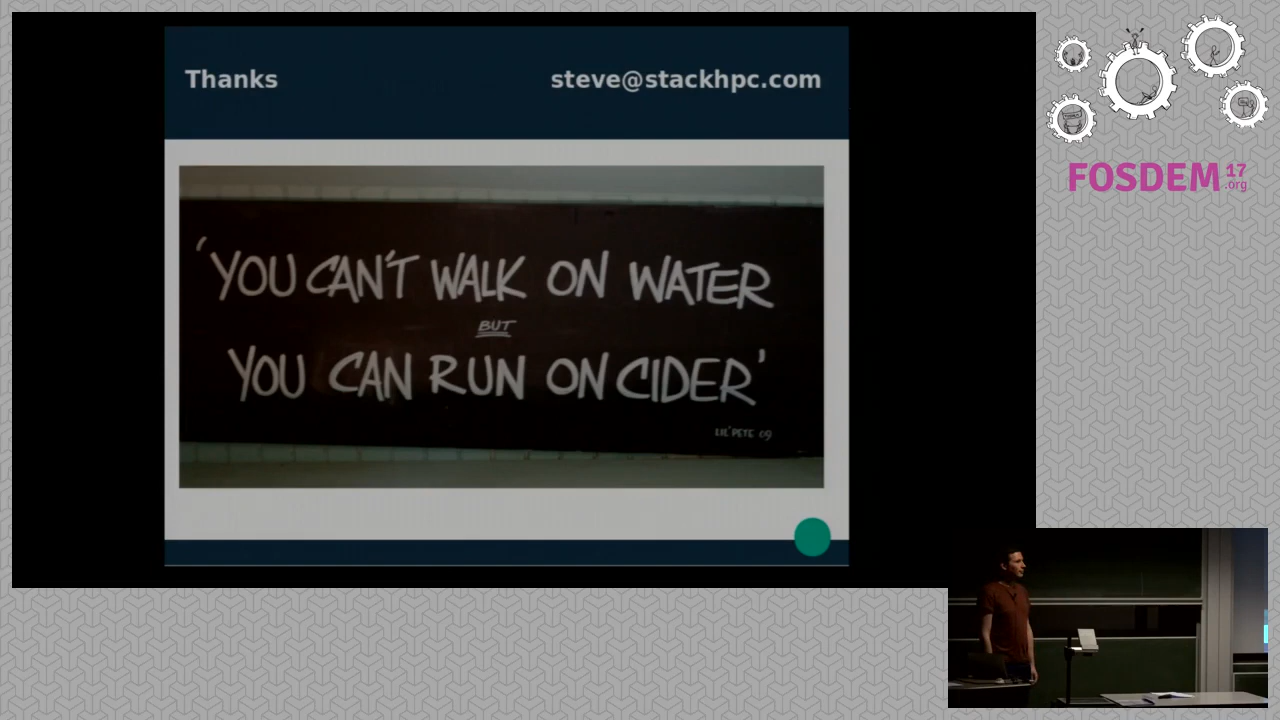 Thanks
steve@stackhpc.com
'YOU CAN'T WALK ON WATER
BUT
YOU CAN RUN ON CIDER'
LIL' PETE 09
FOSDEM 17
.org